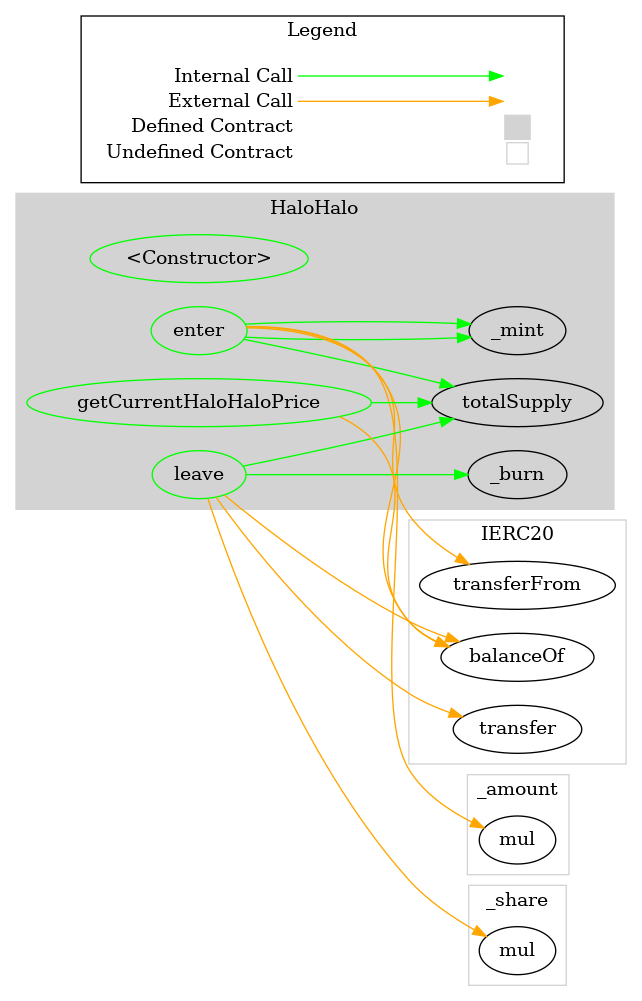 Legend
Internal Call
External Call
Defined Contract
Undefined Contract
HaloHalo
<Constructor>
enter
_mint
getCurrentHaloHaloPrice
totalSupply
leave
_burn
IERC20
transferFrom
balanceOf
transfer
_amount
mul
_share
mul